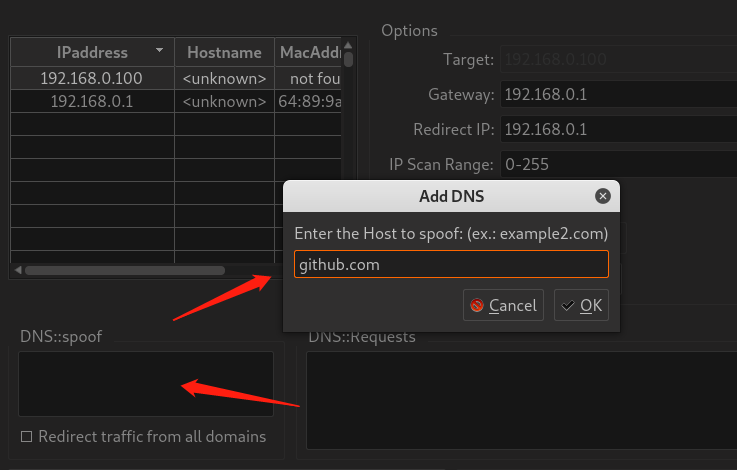 Options
IPaddress Hostname MacAddr
192.168.0.100 <unknown> not fou
192.168.0.1 <unknown> 64:89:9a
Target: 192.168.0.100
Gateway: 192.168.0.1
Redirect IP: 192.168.0.1
IP Scan Range: 0-255
Add DNS
Enter the Host to spoof: (ex.: example2.com)
github.com
Cancel OK
DNS::spoof
DNS::Requests
Redirect traffic from all domains